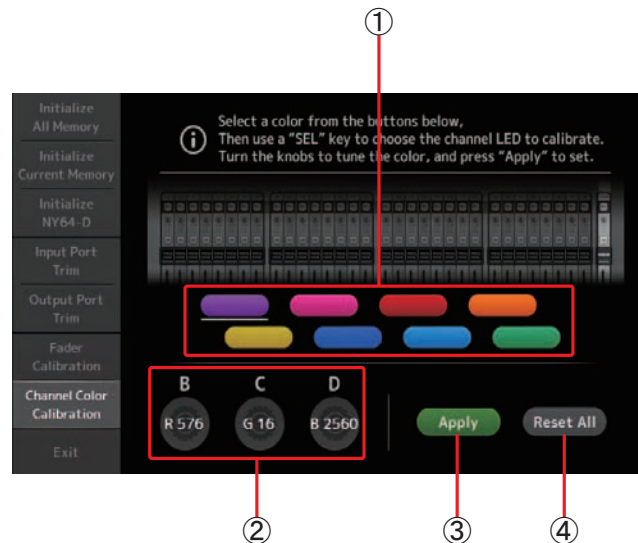 ①
Initialize
All Memory
Initialize
Current Memory
Initialize
NY64-D
Input Port
Trim
Output Port
Trim
Fader
Calibration
Channel Color
Calibration
Exit
Select a color from the buttons below,
Then use a "SEL" key to choose the channel LED to calibrate.
Turn the knobs to tune the color, and press "Apply" to set.
B C D
R 576 G 16 B 2560
Apply Reset All
② ③ ④